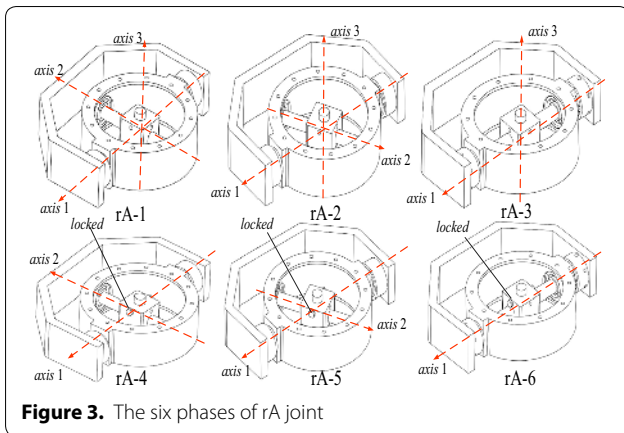 axis 3
axis 2
axis 1
rA-1
axis 3
axis 2
axis 1
rA-2
axis 3
axis 1
rA-3
locked
axis 2
axis 1
rA-4
locked
axis 2
axis 1
rA-5
locked
axis 1
rA-6
Figure 3. The six phases of rA joint